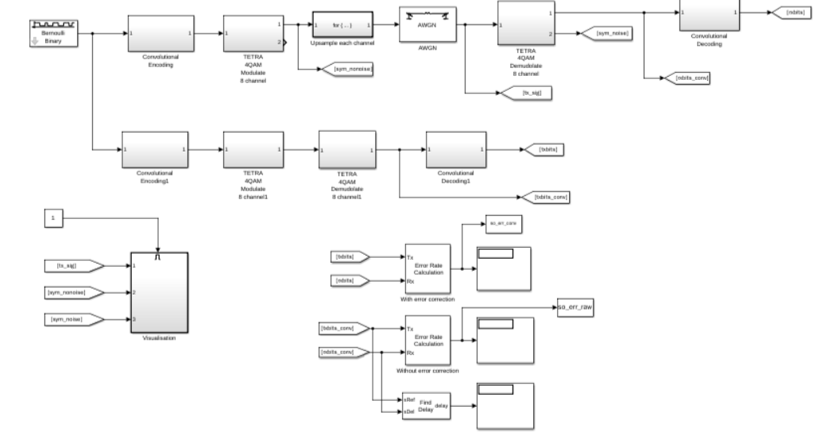 Bernoulli
Binary
1
1
Convolutional
Encoding
1
1
2
TETRA
4QAM
Modulate
8 channel
1
for { ... }
1
Upsample each channel
[sym_nonoise]
AWGN
AWGN
[tx_sig]
1
1
2
TETRA
4QAM
Demodulate
8 channel
[sym_noise]
1
1
Convolutional
Decoding
[rxbits]
[rxbits_conv]
1
1
Convolutional
Encoding1
1
1
TETRA
4QAM
Modulate
8 channel1
1
1
TETRA
4QAM
Demodulate
8 channel1
1
1
Convolutional
Decoding1
[txbits]
[txbits_conv]
1
[tx_sig]
[sym_nonoise]
[sym_noise]
1
2
3
Visualisation
so_err_conv
[txbits]
[rxbits]
Tx
Rx
Error Rate
Calculation
With error correction
so_err_raw
[txbits_conv]
[rxbits_conv]
Tx
Rx
Error Rate
Calculation
Without error correction
sRef
sDel
Find
Delay
delay